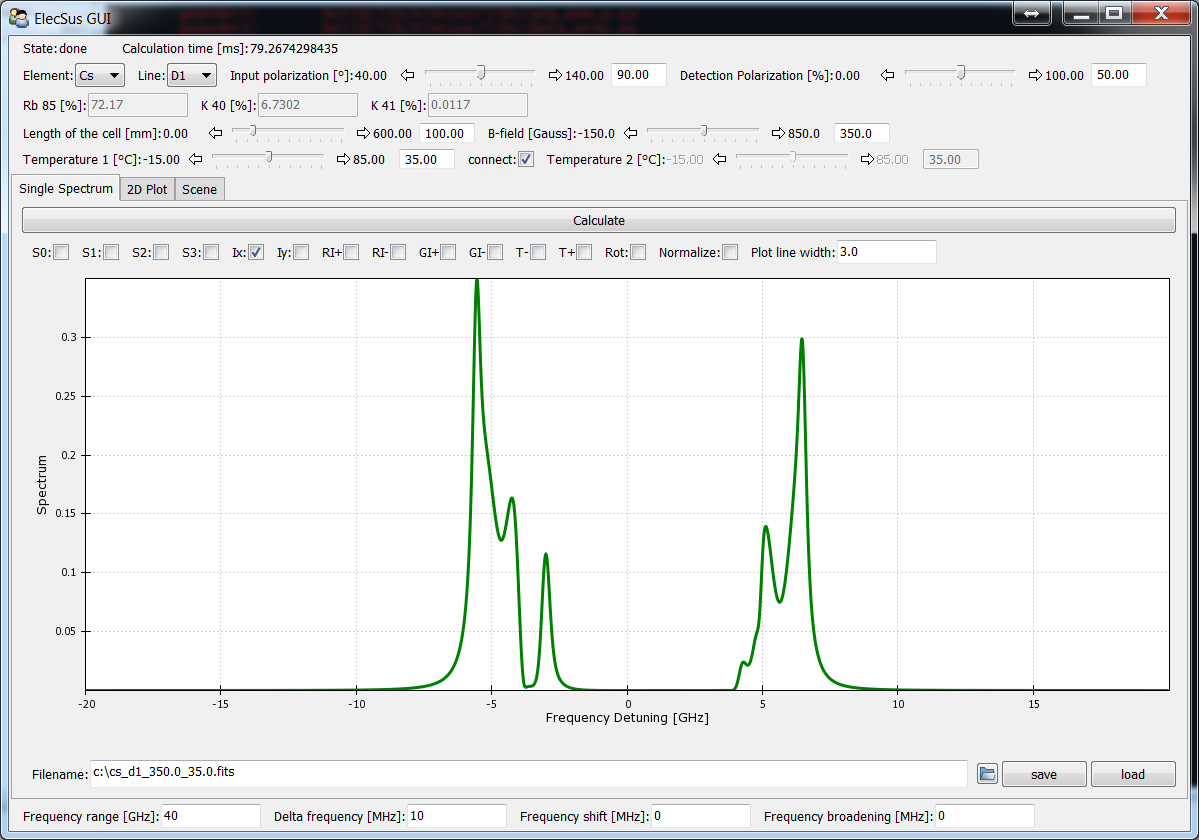 ElecSus GUI
State: done Calculation time [ms]: 79.2674298435
Element: Cs Line: D1 Input polarization [°]: 40.00 140.00 90.00 Detection Polarization [%]: 0.00 100.00 50.00
Rb 85 [%]: 72.17 K 40 [%]: 6.7302 K 41 [%]: 0.0117
Length of the cell [mm]: 0.00 600.00 100.00 B-field [Gauss]: -150.0 850.0 350.0
Temperature 1 [°C]: -15.00 85.00 35.00 connect: Temperature 2 [°C]: -15.00 85.00 35.00
Single Spectrum 2D Plot Scene
Calculate
S0: S1: S2: S3: Ix: Iy: RI+ RI- GI+ GI- T- T+ Rot: Normalize: Plot line width: 3.0
0.3
0.25
0.2
0.15
0.1
0.05
Spectrum
-20 -15 -10 -5 0 5 10 15
Frequency Detuning [GHz]
Filename: c:\cs_d1_350.0_35.0.fits save load
Frequency range [GHz]: 40 Delta frequency [MHz]: 10 Frequency shift [MHz]: 0 Frequency broadening [MHz]: 0